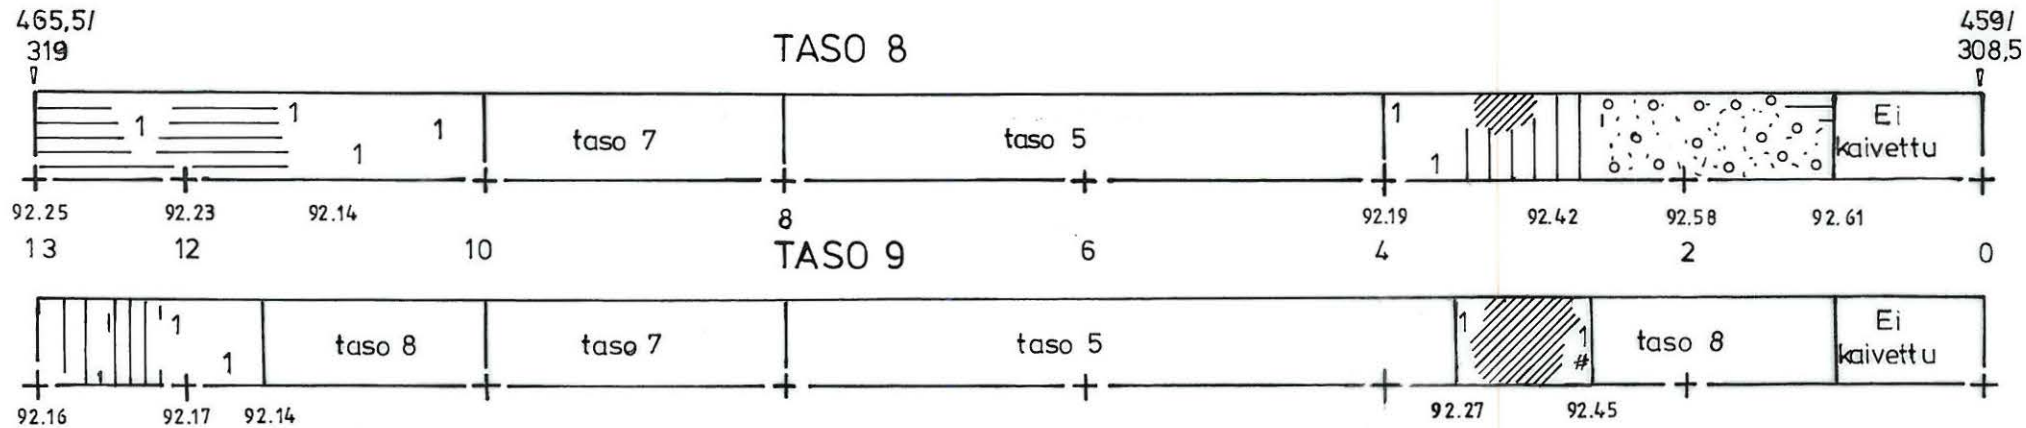 465,5/ 459/
319 TASO 8 308,5
1 1 1 1 taso 7 taso 5 1 1 Ei
kaivettu
92.25 92.23 92.14 8 92.19 92.42 92.58 92.61
13 12 10 TASO 9 6 4 2 0
1 1 taso 8 taso 7 taso 5 1 1 # taso 8 Ei
kaivettu
92.16 92.17 92.14 92.27 92.45